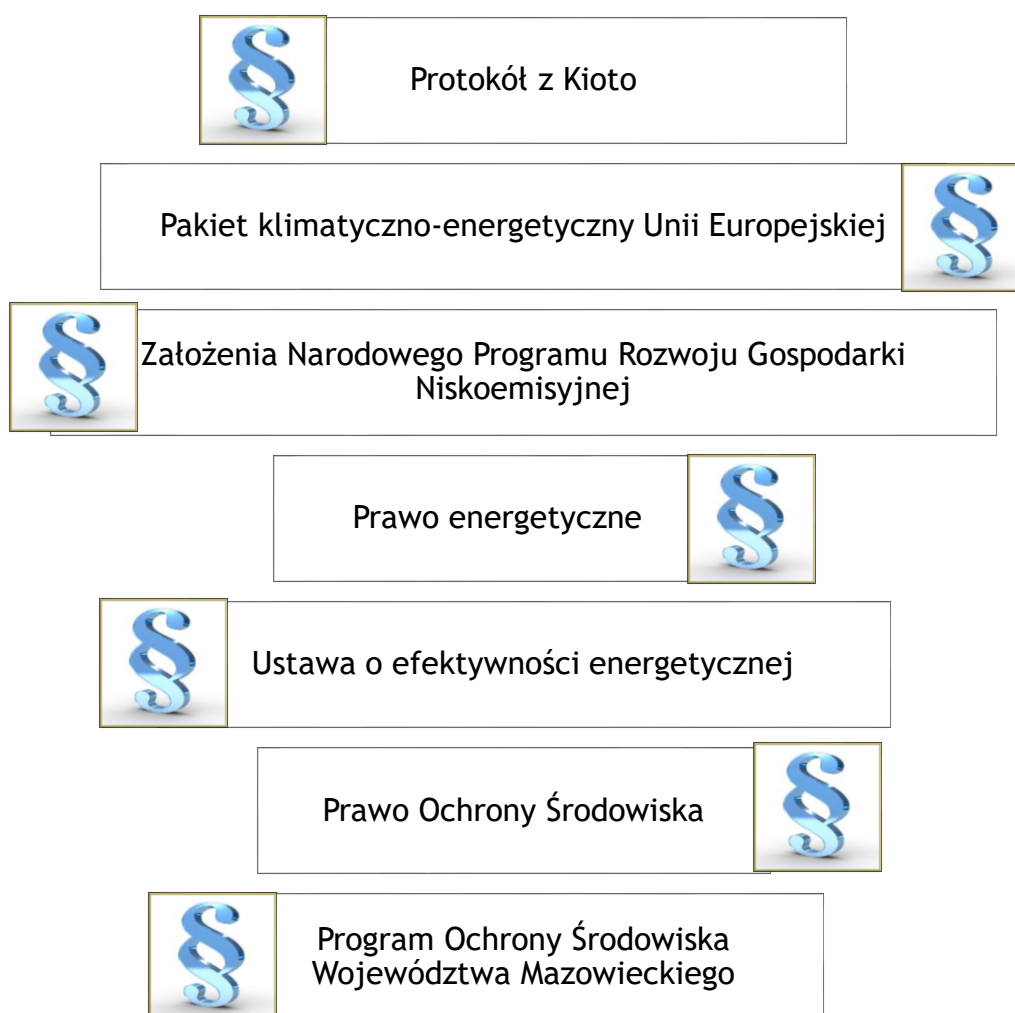 Protokół z Kioto
Pakiet klimatyczno-energetyczny Unii Europejskiej
Założenia Narodowego Programu Rozwoju Gospodarki
Niskoemisyjnej
Prawo energetyczne
Ustawa o efektywności energetycznej
Prawo Ochrony Środowiska
Program Ochrony Środowiska
Województwa Mazowieckiego